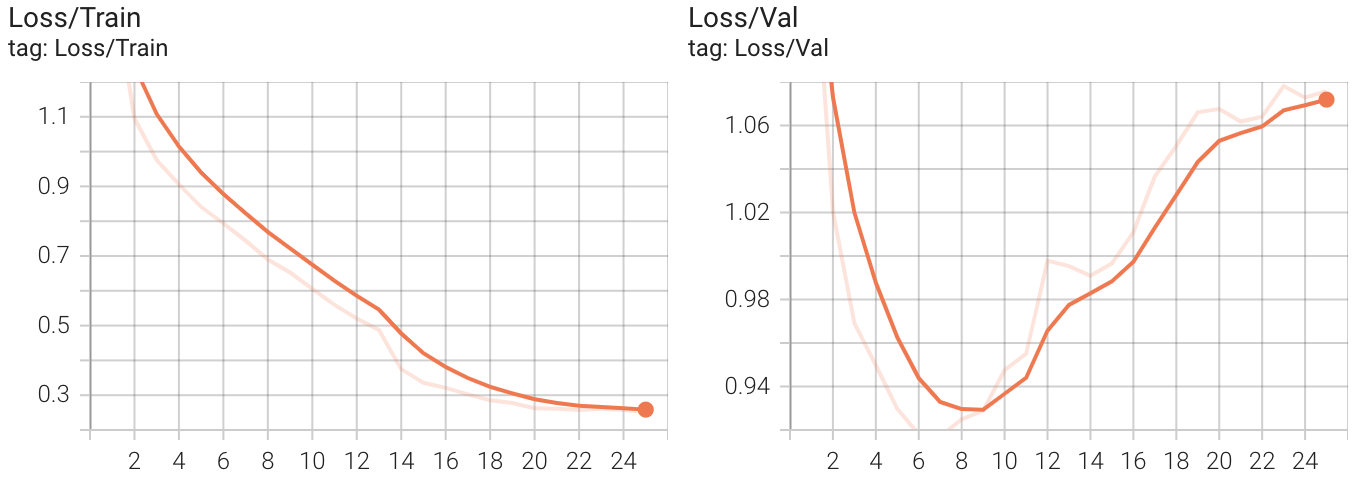 Loss/Train
tag: Loss/Train
1.1
0.9
0.7
0.5
0.3
2 4 6 8 10 12 14 16 18 20 22 24
Loss/Val
tag: Loss/Val
1.06
1.02
0.98
0.94
2 4 6 8 10 12 14 16 18 20 22 24